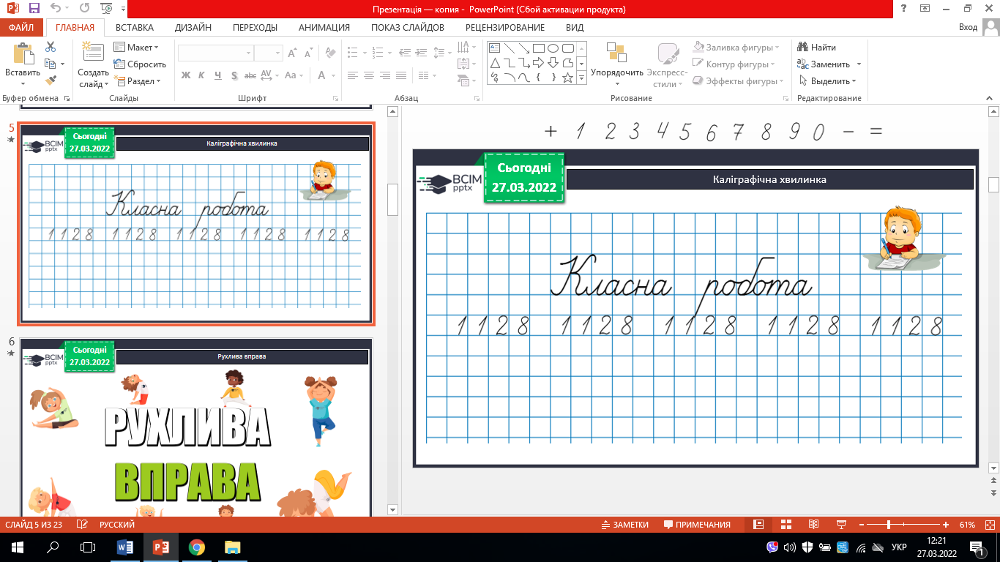 Презентація — копия - PowerPoint (Сбой активации продукта)
ФАЙЛ ГЛАВНАЯ ВСТАВКА ДИЗАЙН ПЕРЕХОДЫ АНИМАЦИЯ ПОКАЗ СЛАЙДОВ РЕЦЕНЗИРОВАНИЕ ВИД Вход
Вставить
Буфер обмена
Создать слайд
Макет
Сбросить
Раздел
Слайды
Ж К Ч S abc AV Aa A
Шрифт
Абзац
Упорядочить
Экспресс-стили
Заливка фигуры
Контур фигуры
Эффекты фигуры
Рисование
Найти
Заменить
Выделить
Редактирование
5
ВСІМ pptx
Сьогодні
27.03.2022
Каліграфічна хвилинка
Класна робота
1 1 2 8 1 1 2 8 1 1 2 8 1 1 2 8 1 1 2 8
6
ВСІМ pptx
Сьогодні
27.03.2022
Рухлива вправа
РУХЛИВА
ВПРАВА
+ 1 2 3 4 5 6 7 8 9 0 − =
ВСІМ pptx
Сьогодні
27.03.2022
Каліграфічна хвилинка
Класна робота
1 1 2 8 1 1 2 8 1 1 2 8 1 1 2 8 1 1 2 8
СЛАЙД 5 ИЗ 23 РУССКИЙ ЗАМЕТКИ ПРИМЕЧАНИЯ 61%
УКР
12:21
27.03.2022
1